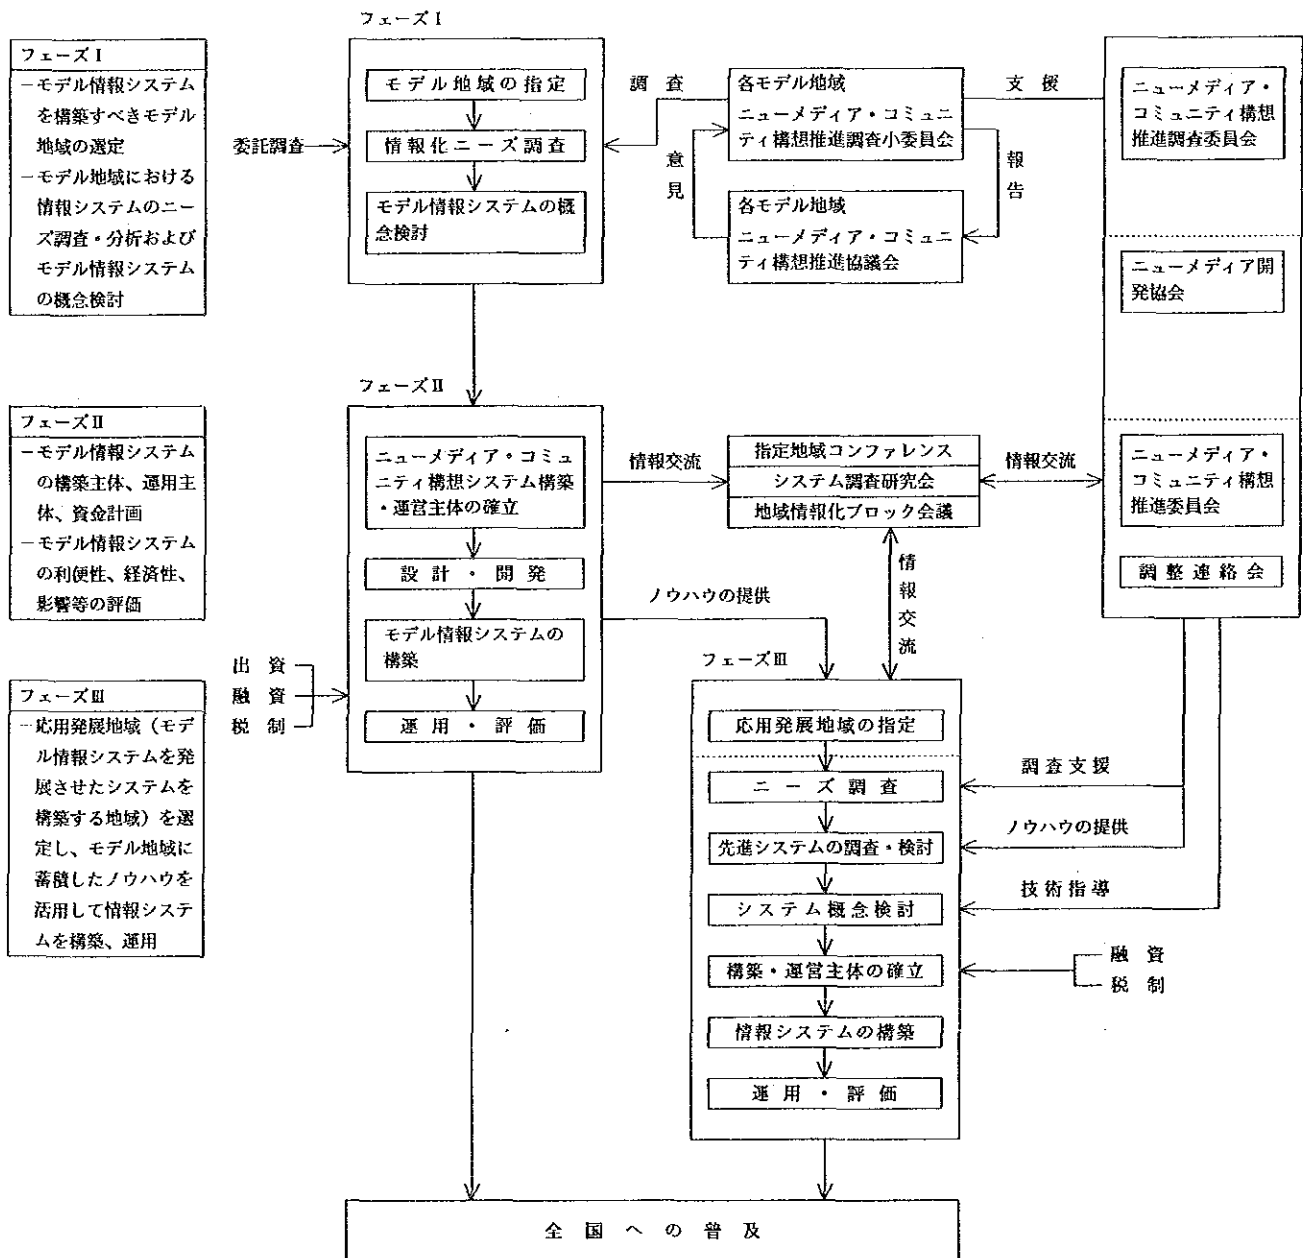 フェーズⅠ
フェーズⅠ
－モデル情報システム
を構築すべきモデル
地域の選定
－モデル地域における
情報システムのニー
ズ調査・分析および
モデル情報システム
の概念検討
委託調査
モデル地域の指定
情報化ニーズ調査
モデル情報システムの概
念検討
調査
各モデル地域
ニューメディア・コミュニ
ティ構想推進調査小委員会
意見
報告
各モデル地域
ニューメディア・コミュニ
ティ構想推進協議会
支援
ニューメディア・
コミュニティ構想
推進調査委員会
ニューメディア開
発協会
フェーズⅡ
フェーズⅡ
－モデル情報システム
の構築主体、運用主
体、資金計画
－モデル情報システム
の利便性、経済性、
影響等の評価
ニューメディア・コミュ
ニティ構想システム構築
・運営主体の確立
設計・開発
モデル情報システムの
構築
運用・評価
出資
融資
税制
情報交流
指定地域コンファレンス
システム調査研究会
地域情報化ブロック会議
情報交流
ニューメディア・
コミュニティ構想
推進委員会
調整連絡会
ノウハウの提供
情報交流
フェーズⅢ
－応用発展地域（モデ
ル情報システムを発
展させたシステムを
構築する地域）を選
定し、モデル地域に
蓄積したノウハウを
活用して情報システ
ムを構築、運用
フェーズⅢ
応用発展地域の指定
ニーズ調査
先進システムの調査・検討
システム概念検討
構築・運営主体の確立
情報システムの構築
運用・評価
調査支援
ノウハウの提供
技術指導
融資
税制
全国への普及